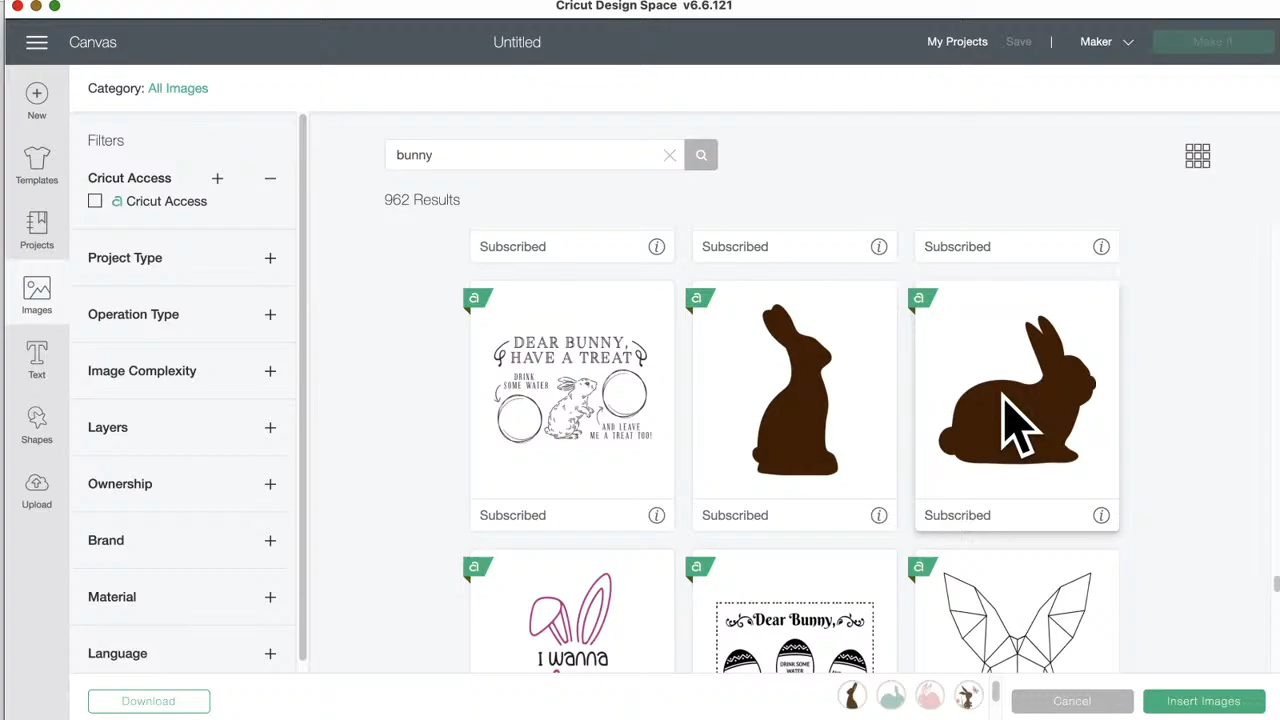 Cricut Design Space v6.6.121
Canvas
Untitled
My Projects Save | Maker Make It
New
Templates
Projects
Images
Text
Shapes
Upload
Category: All Images
Filters
Cricut Access
a Cricut Access
Project Type
Operation Type
Image Complexity
Layers
Ownership
Brand
Material
Language
bunny
962 Results
Subscribed
Subscribed
Subscribed
a
DEAR BUNNY,
HAVE A TREAT
DRINK
SOME WATER
AND LEAVE
ME A TREAT TOO!
Subscribed
a
Subscribed
a
Subscribed
a
I WANNA
a
Dear Bunny,
DRINK SOME
WATER
a
Download
Cancel
Insert Images